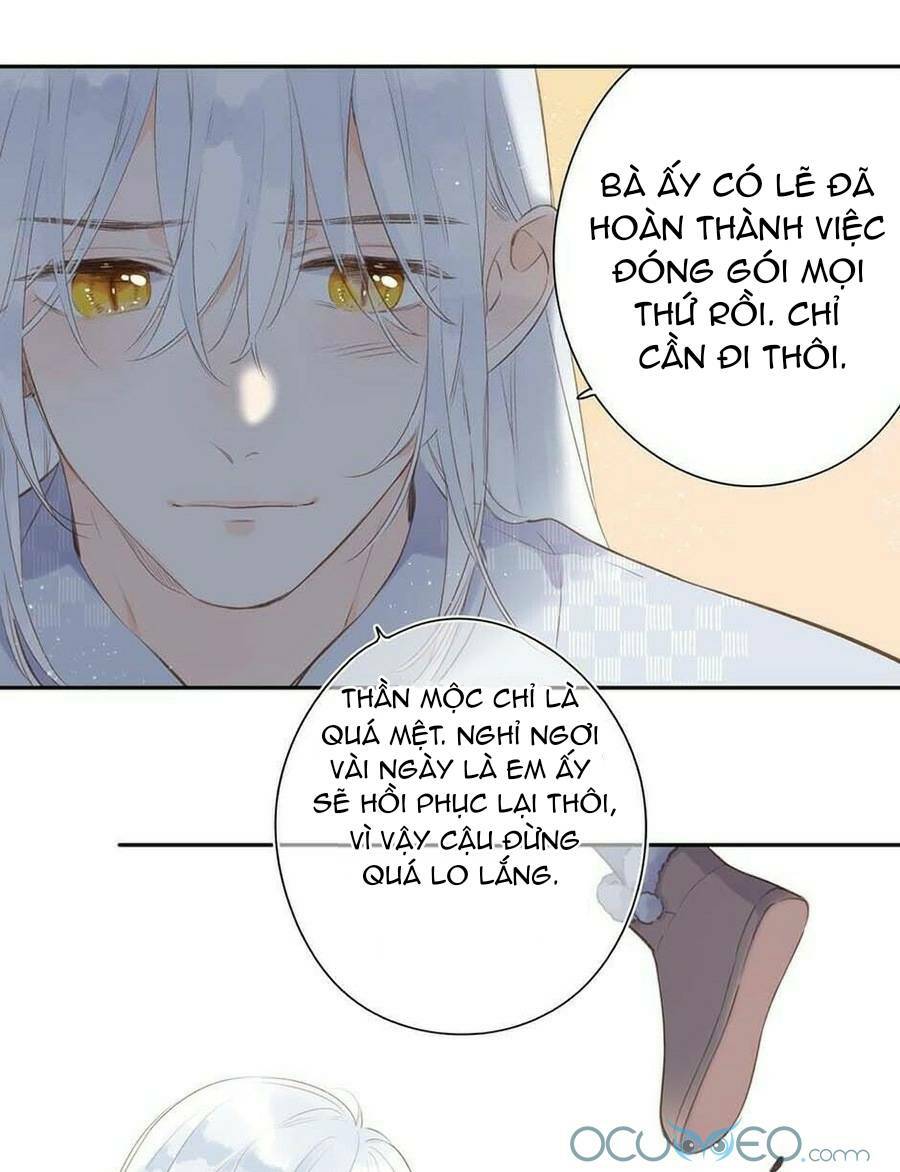 BÀ ẤY CÓ LẼ ĐÃ
HOÀN THÀNH VIỆC
ĐÓNG GÓI MỌI
THỨ RỒI. CHỈ
CẦN ĐI THÔI.
THẦN MỘC CHỈ LÀ
QUÁ MỆT. NGHỈ NGƠI
VÀI NGÀY LÀ EM ẤY
SẼ HỒI PHỤC LẠI THÔI,
VÌ VẬY CẬU ĐỪNG
QUÁ LO LẮNG.
OCUMEO.com